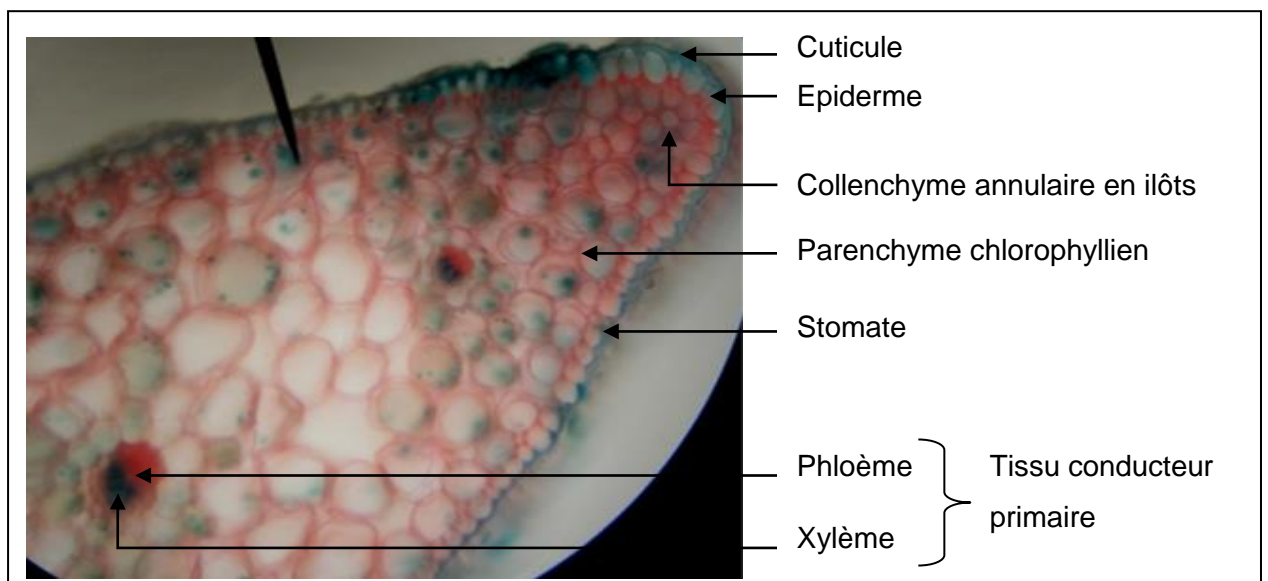 Cuticule
Epiderme
Collenchyme annulaire en ilôts
Parenchyme chlorophyllien
Stomate
Phloème
Tissu conducteur
primaire
Xylème